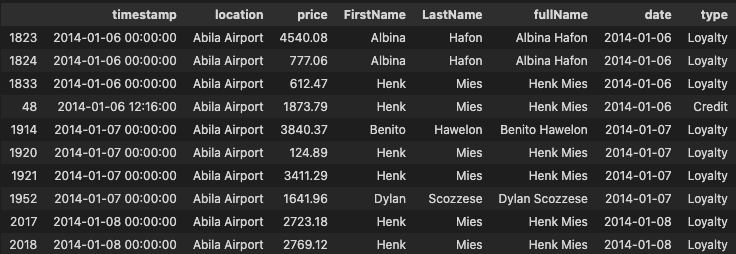 timestamp location price FirstName LastName fullName date type
1823 2014-01-06 00:00:00 Abila Airport 4540.08 Albina Hafon Albina Hafon 2014-01-06 Loyalty
1824 2014-01-06 00:00:00 Abila Airport 777.06 Albina Hafon Albina Hafon 2014-01-06 Loyalty
1833 2014-01-06 00:00:00 Abila Airport 612.47 Henk Mies Henk Mies 2014-01-06 Loyalty
48 2014-01-06 12:16:00 Abila Airport 1873.79 Henk Mies Henk Mies 2014-01-06 Credit
1914 2014-01-07 00:00:00 Abila Airport 3840.37 Benito Hawelon Benito Hawelon 2014-01-07 Loyalty
1920 2014-01-07 00:00:00 Abila Airport 124.89 Henk Mies Henk Mies 2014-01-07 Loyalty
1921 2014-01-07 00:00:00 Abila Airport 3411.29 Henk Mies Henk Mies 2014-01-07 Loyalty
1952 2014-01-07 00:00:00 Abila Airport 1641.96 Dylan Scozzese Dylan Scozzese 2014-01-07 Loyalty
2017 2014-01-08 00:00:00 Abila Airport 2723.18 Henk Mies Henk Mies 2014-01-08 Loyalty
2018 2014-01-08 00:00:00 Abila Airport 2769.12 Henk Mies Henk Mies 2014-01-08 Loyalty